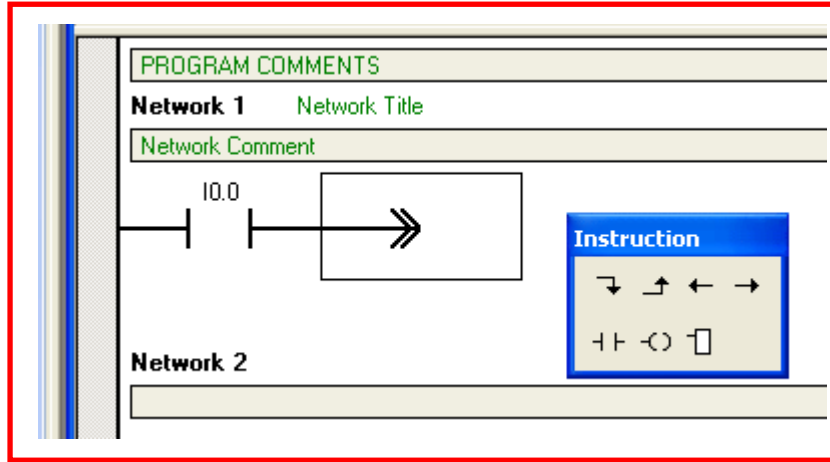 PROGRAM COMMENTS
Network 1 Network Title
Network Comment
I0.0
Instruction
Network 2